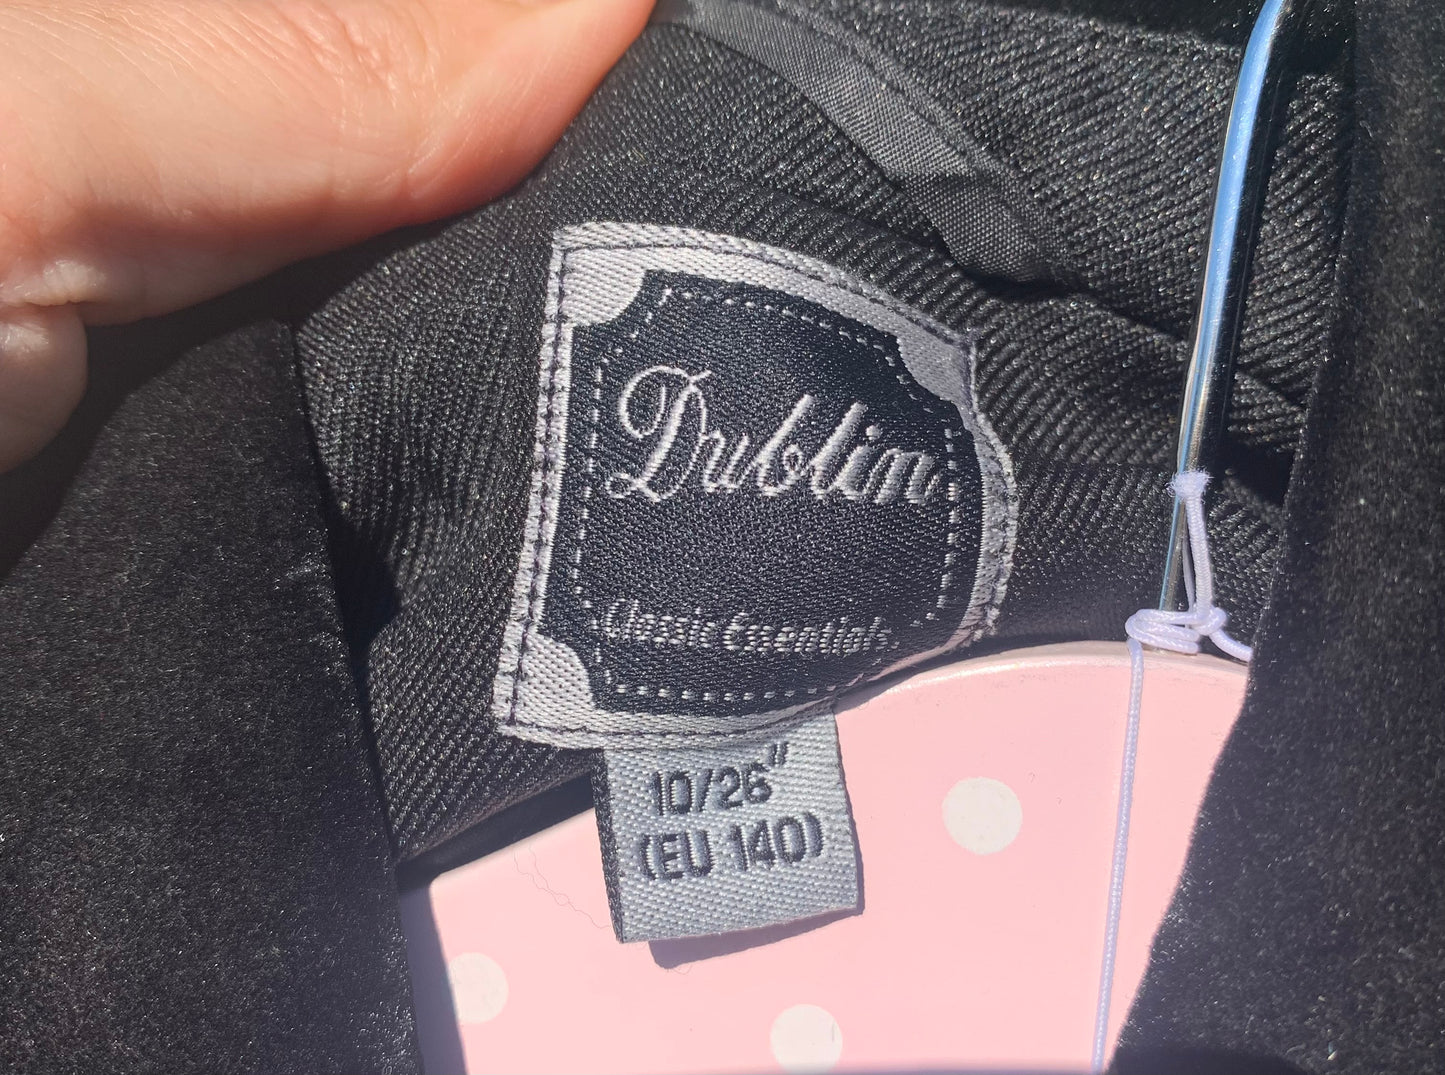 Dublin
Classic Essentials
10/26"
(EU 140)